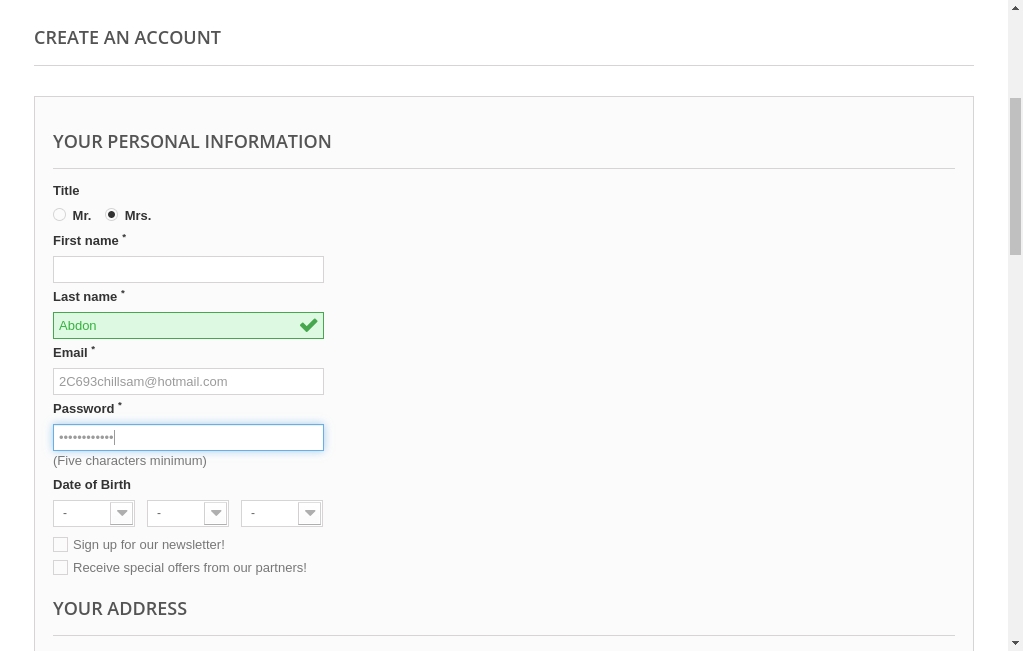 CREATE AN ACCOUNT
YOUR PERSONAL INFORMATION
Title
Mr. Mrs.
First name *
Last name *
Abdon
Email *
2C693chillsam@hotmail.com
Password *
••••••••••••
(Five characters minimum)
Date of Birth
- - -
Sign up for our newsletter!
Receive special offers from our partners!
YOUR ADDRESS